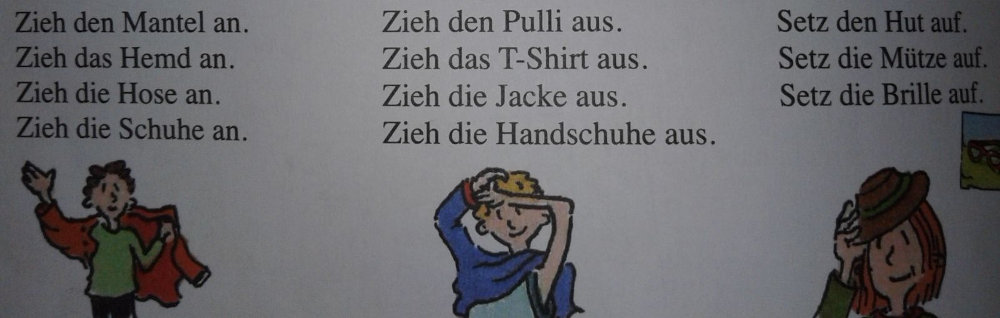 Zieh den Mantel an.
Zieh das Hemd an.
Zieh die Hose an.
Zieh die Schuhe an.
Zieh den Pulli aus.
Zieh das T-Shirt aus.
Zieh die Jacke aus.
Zieh die Handschuhe aus.
Setz den Hut auf.
Setz die Mütze auf.
Setz die Brille auf.